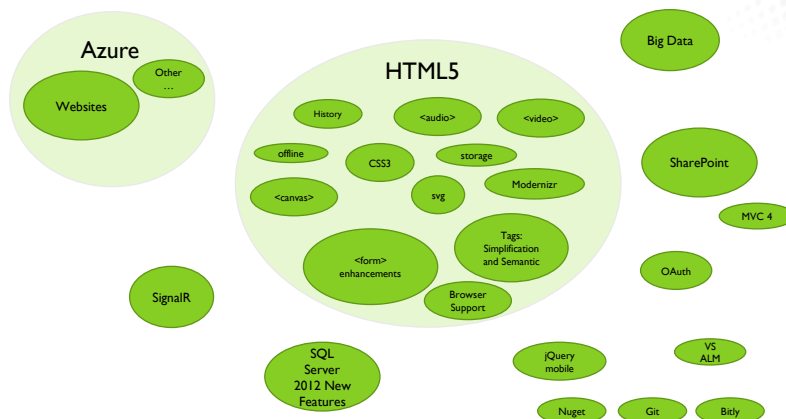 Azure
Websites
Other
…
HTML5
History
<audio>
<video>
offline
CSS3
storage
<canvas>
svg
Modernizr
<form>
enhancements
Tags:
Simplification
and Semantic
Browser
Support
Big Data
SharePoint
MVC 4
OAuth
SignalR
SQL
Server
2012 New
Features
jQuery
mobile
VS
ALM
Nuget
Git
Bitly